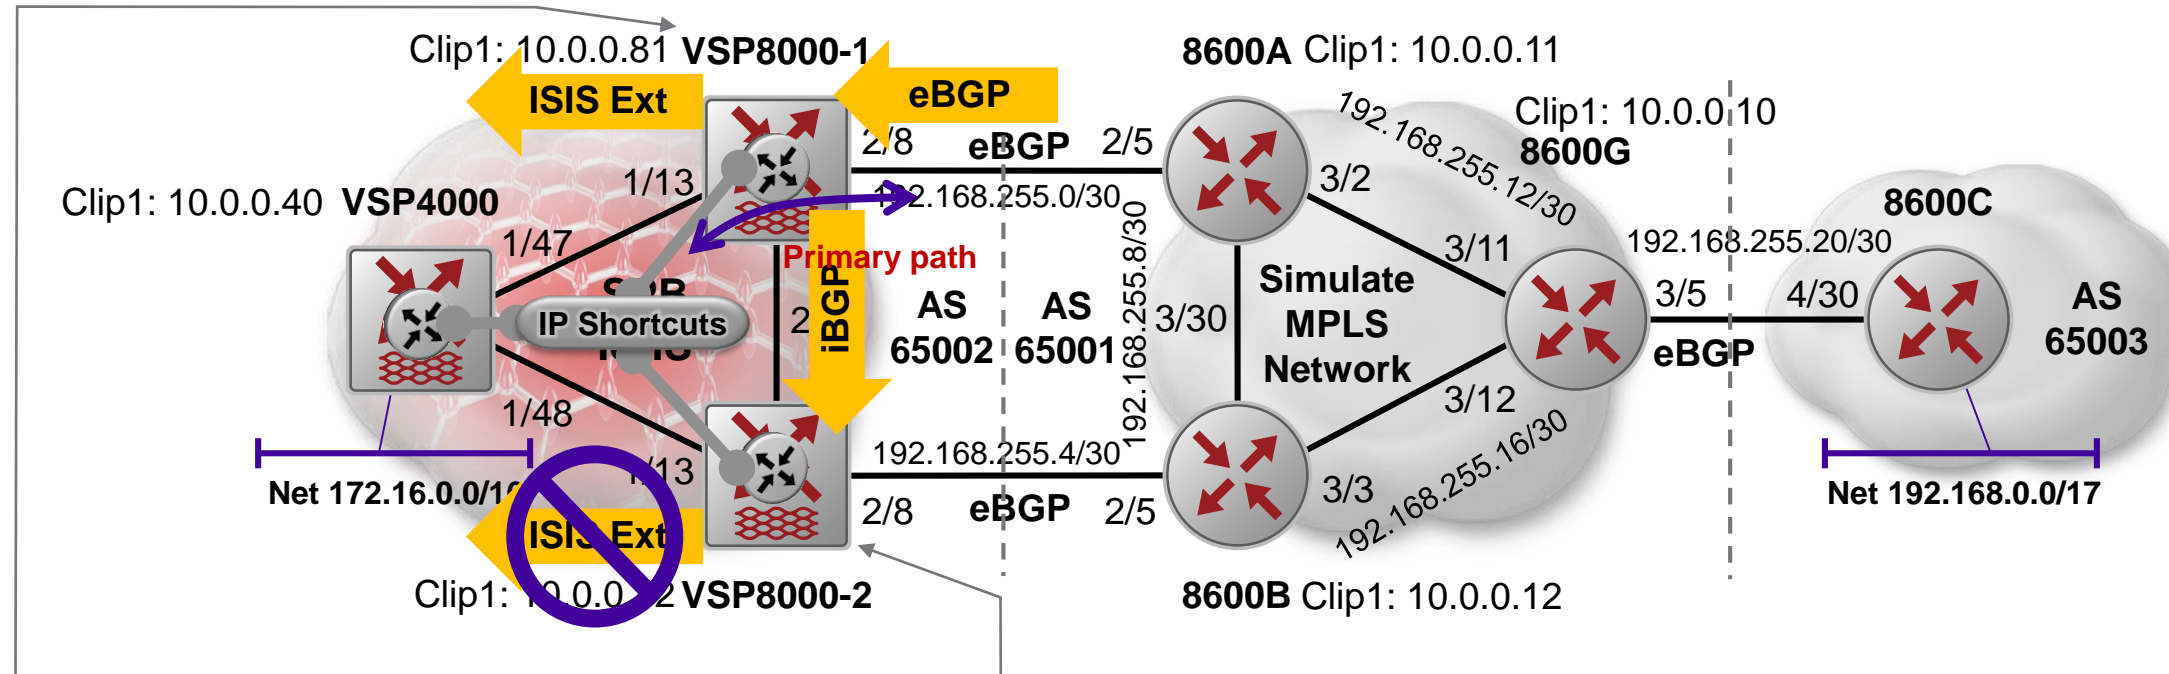 Clip1: 10.0.0.81 VSP8000-1
8600A Clip1: 10.0.0.11
ISIS Ext
eBGP
Clip1: 10.0.0.10
8600G
192.168.255.12/30
2/8 eBGP 2/5
192.168.255.0/30
1/13
3/2
Clip1: 10.0.0.40 VSP4000
1/47
8600C
192.168.255.20/30
3/11
Primary path
192.168.255.8/30
IP Shortcuts
iBGP
AS
65002
AS
65001
3/30
Simulate
MPLS
Network
3/5
4/30
eBGP
AS
65003
1/48
3/12
192.168.255.4/30
1/13
Net 172.16.0.0/16
192.168.255.16/30
3/3
Net 192.168.0.0/17
2/8 eBGP 2/5
ISIS Ext
Clip1: VSP8000-2
8600B Clip1: 10.0.0.12